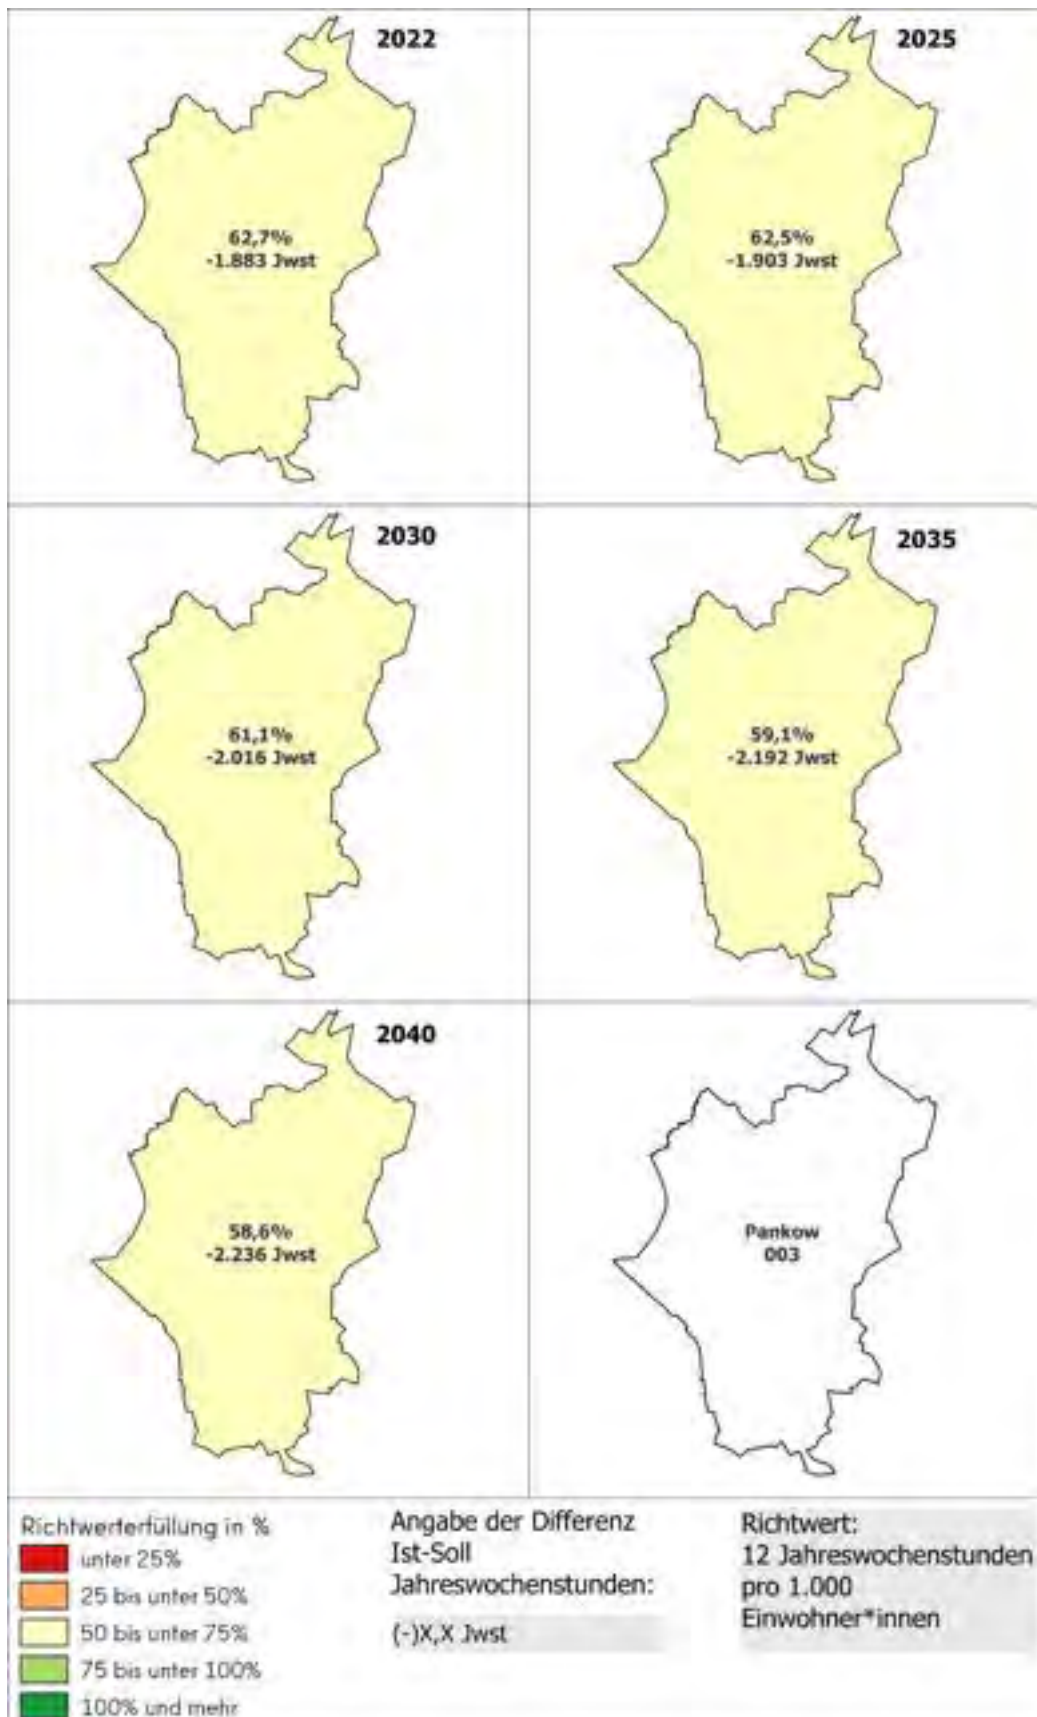 2022
62,7%
-1.883 Jwst
2025
62,5%
-1.903 Jwst
2030
61,1%
-2.016 Jwst
2035
59,1%
-2.192 Jwst
2040
58,6%
-2.236 Jwst
Pankow
003
Richtwerterfüllung in %
unter 25%
25 bis unter 50%
50 bis unter 75%
75 bis unter 100%
100% und mehr
Angabe der Differenz
Ist-Soll
Jahreswochenstunden:
(-)X,X Jwst
Richtwert:
12 Jahreswochenstunden
pro 1.000
Einwohner*innen